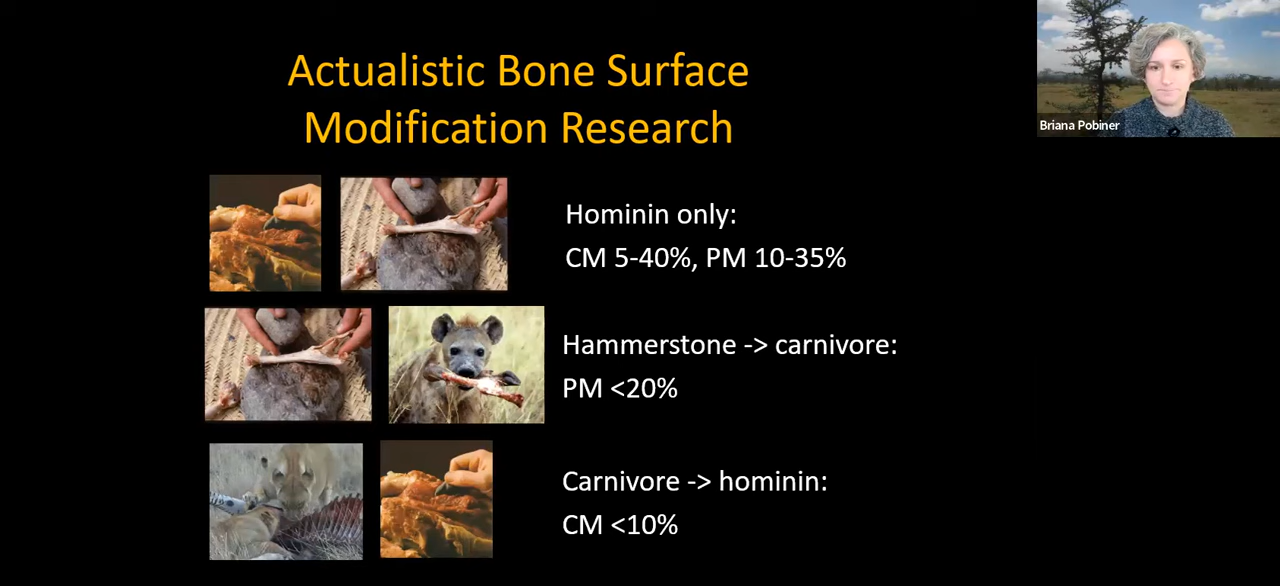 Actualistic Bone Surface
Modification Research
Briana Pobiner
Hominin only:
CM 5-40%, PM 10-35%
Hammerstone -> carnivore:
PM <20%
Carnivore -> hominin:
CM <10%